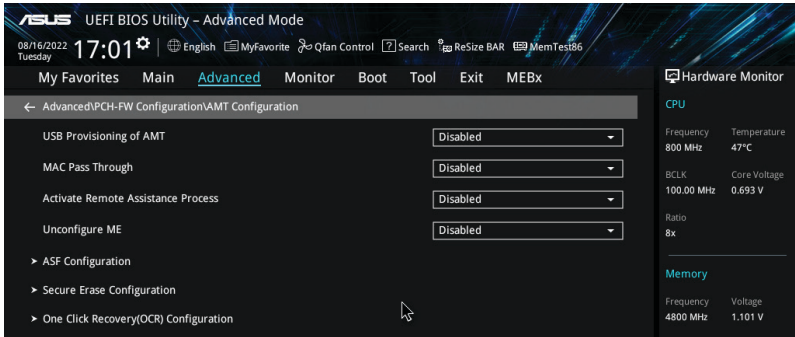 ASUS UEFI BIOS Utility – Advanced Mode
08/16/2022 Tuesday 17:01 English MyFavorite Qfan Control ? Search ReSize BAR MemTest86
My Favorites Main Advanced Monitor Boot Tool Exit MEBx
Hardware Monitor
← Advanced\PCH-FW Configuration\AMT Configuration
USB Provisioning of AMT Disabled
MAC Pass Through Disabled
Activate Remote Assistance Process Disabled
Unconfigure ME Disabled
> ASF Configuration
> Secure Erase Configuration
> One Click Recovery(OCR) Configuration
CPU
Frequency Temperature
800 MHz 47°C
BCLK Core Voltage
100.00 MHz 0.693 V
Ratio
8x
Memory
Frequency Voltage
4800 MHz 1.101 V